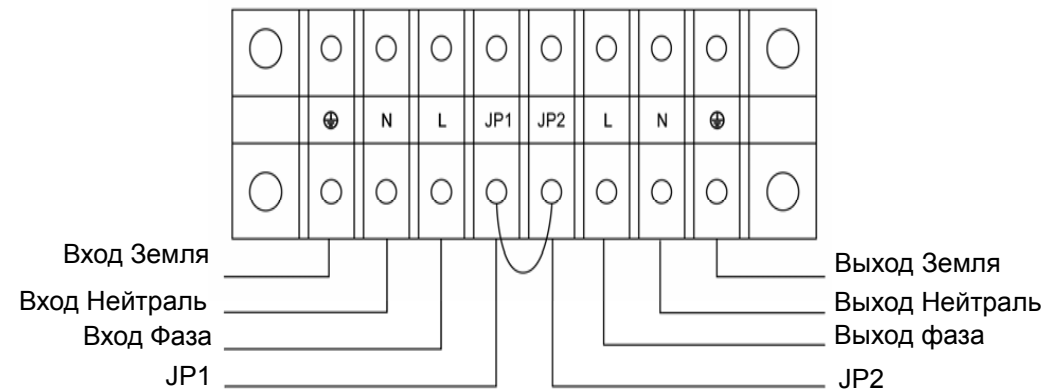 N L JP1 JP2 L N
Вход Земля
Вход Нейтраль
Вход Фаза
JP1
Выход Земля
Выход Нейтраль
Выход фаза
JP2